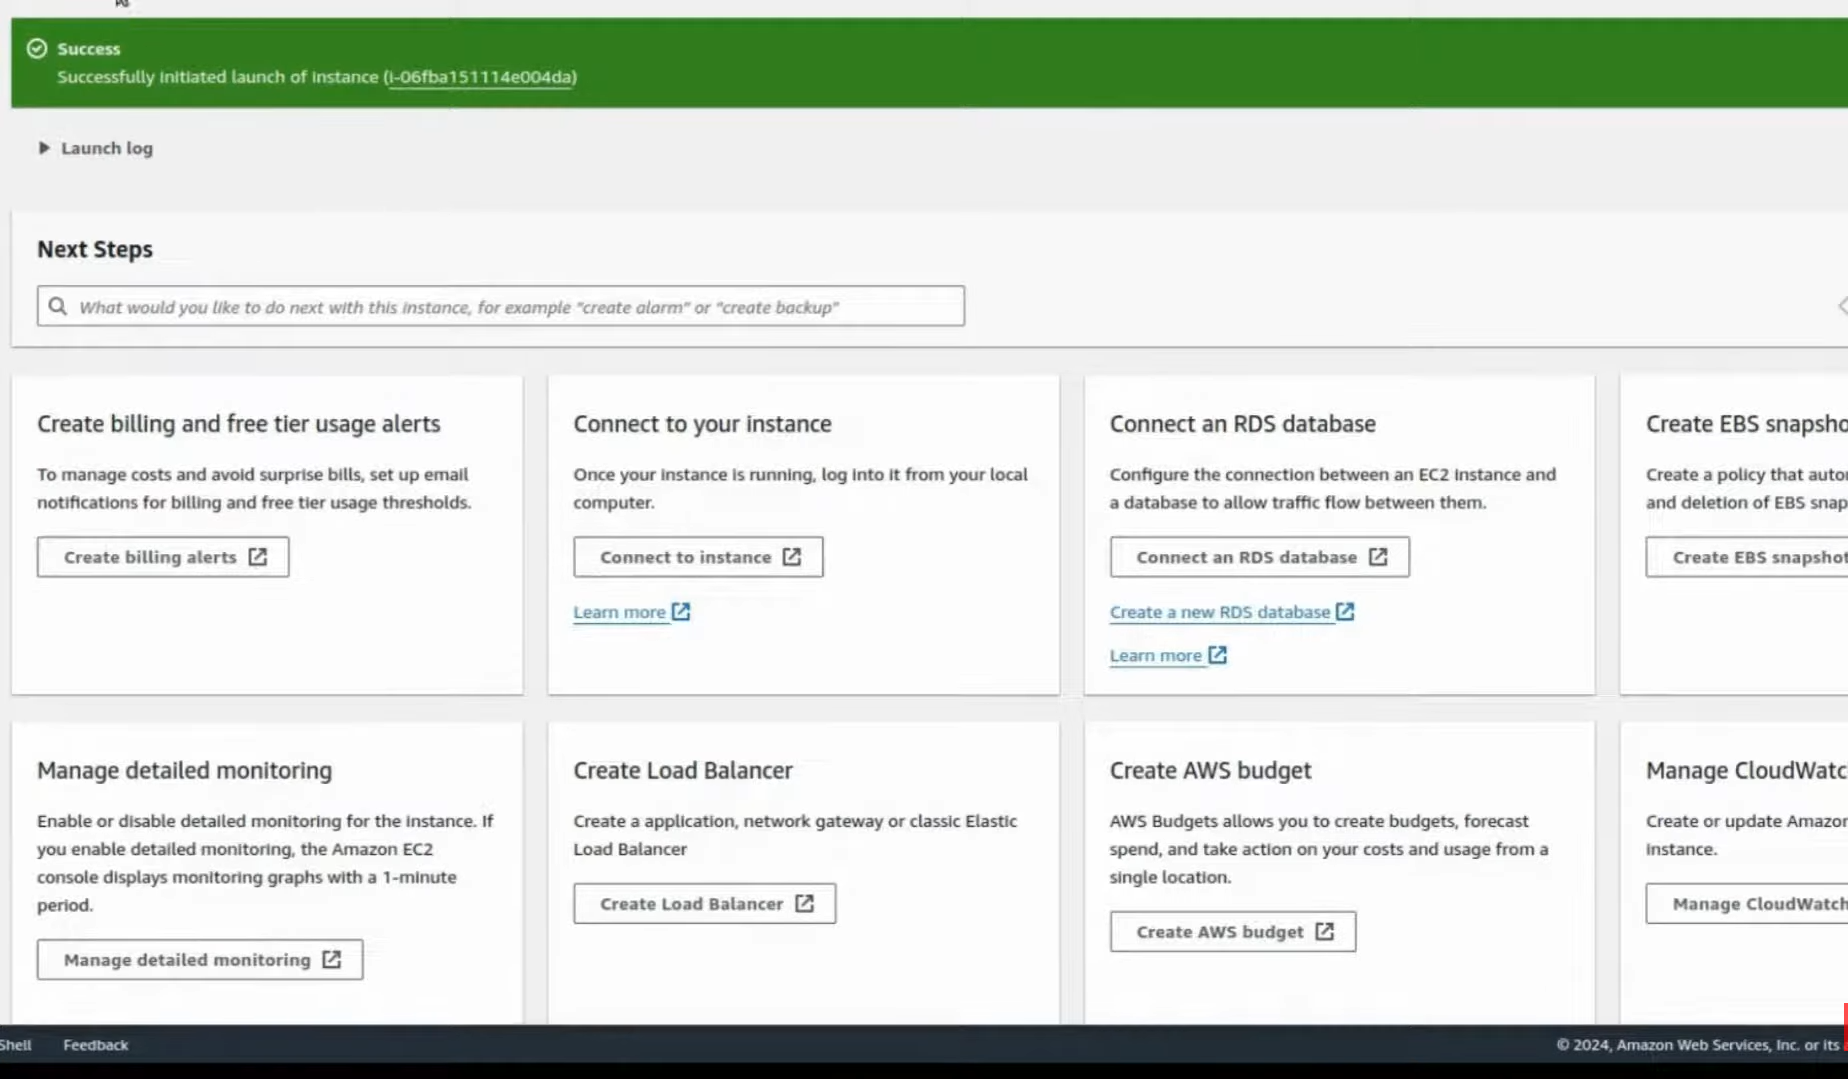 Success
Successfully initiated launch of instance (i-06fba151114e004da)
Launch log
Next Steps
What would you like to do next with this instance, for example "create alarm" or "create backup"
Create billing and free tier usage alerts
To manage costs and avoid surprise bills, set up email
notifications for billing and free tier usage thresholds.
Create billing alerts
Connect to your instance
Once your instance is running, log into it from your local
computer.
Connect to instance
Learn more
Connect an RDS database
Configure the connection between an EC2 instance and
a database to allow traffic flow between them.
Connect an RDS database
Create a new RDS database
Learn more
Create EBS snapsho
Create a policy that auto
and deletion of EBS snap
Create EBS snapshot
Manage detailed monitoring
Enable or disable detailed monitoring for the instance. If
you enable detailed monitoring, the Amazon EC2
console displays monitoring graphs with a 1-minute
period.
Manage detailed monitoring
Create Load Balancer
Create a application, network gateway or classic Elastic
Load Balancer
Create Load Balancer
Create AWS budget
AWS Budgets allows you to create budgets, forecast
spend, and take action on your costs and usage from a
single location.
Create AWS budget
Manage CloudWatc
Create or update Amazon
instance.
Manage CloudWatch
Shell
Feedback
© 2024, Amazon Web Services, Inc. or its